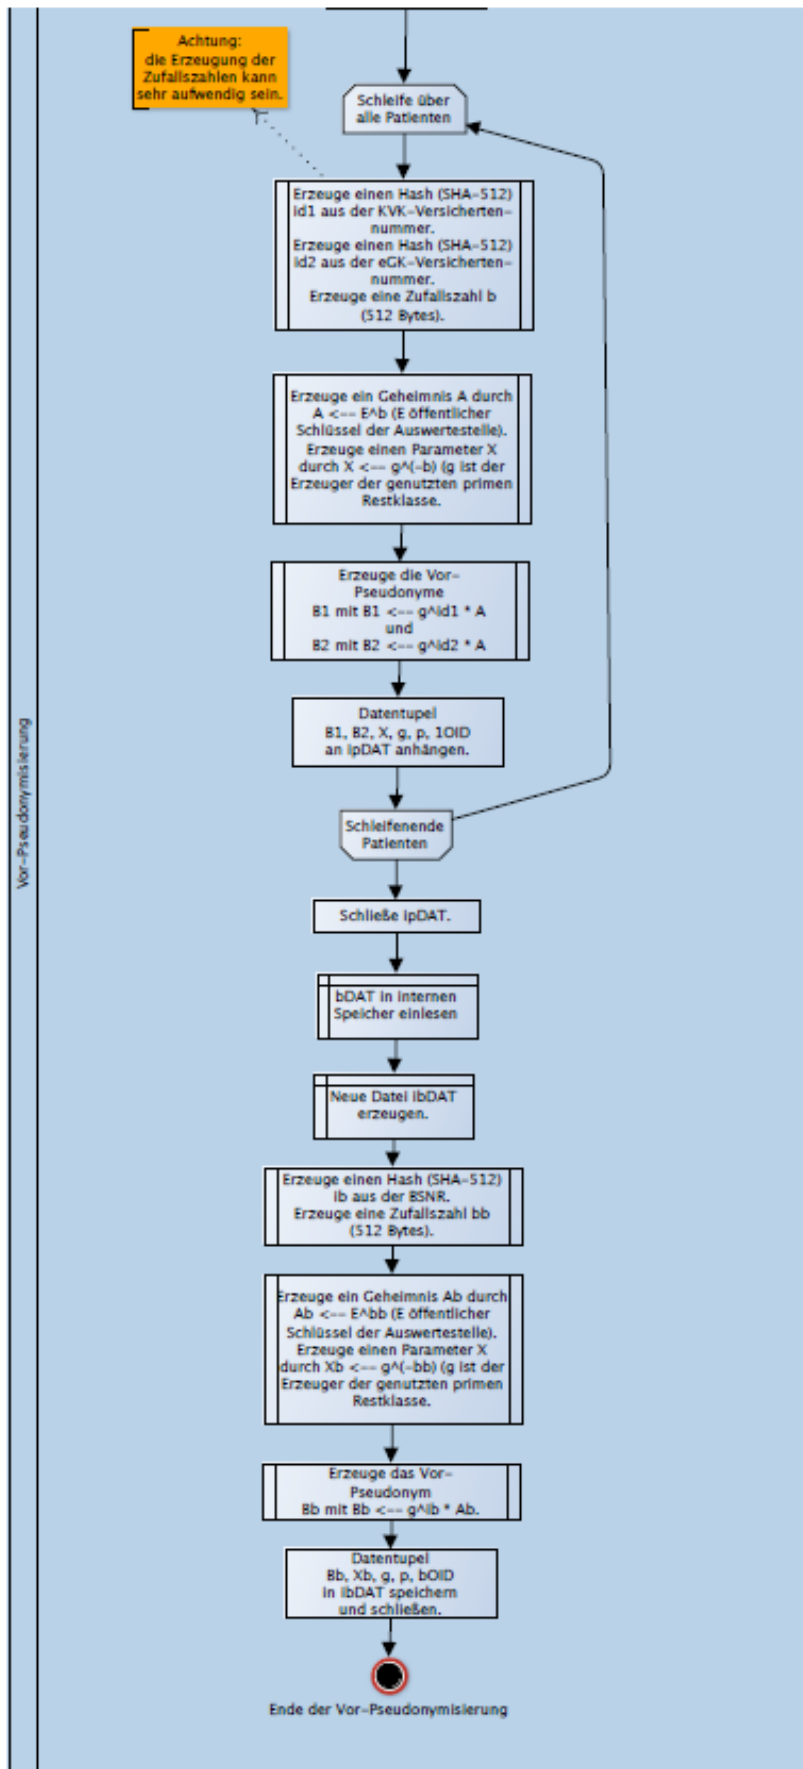 Achtung:
die Erzeugung der
Zufallszahlen kann
sehr aufwendig sein.
Schleife über
alle Patienten
Erzeuge einen Hash (SHA-512)
id1 aus der KVK-Versicherten-
nummer.
Erzeuge einen Hash (SHA-512)
id2 aus der eGK-Versicherten-
nummer.
Erzeuge eine Zufallszahl b
(512 Bytes).
Erzeuge ein Geheimnis A durch
A <-- E^b (E öffentlicher
Schlüssel der Auswertestelle).
Erzeuge einen Parameter X
durch X <-- g^(-b) (g ist der
Erzeuger der genutzten primen
Restklasse.
Erzeuge die Vor-
Pseudonyme
B1 mit B1 <-- g^id1 * A
und
B2 mit B2 <-- g^id2 * A
Datentupel
B1, B2, X, g, p, 1OID
an ipDAT anhängen.
Schleifenende
Patienten
Schließe ipDAT.
bDAT in internen
Speicher einlesen
Neue Datei ibDAT
erzeugen.
Erzeuge einen Hash (SHA-512)
ib aus der BSNR.
Erzeuge eine Zufallszahl bb
(512 Bytes).
Erzeuge ein Geheimnis Ab durch
Ab <-- E^bb (E öffentlicher
Schlüssel der Auswertestelle).
Erzeuge einen Parameter X
durch Xb <-- g^(-bb) (g ist der
Erzeuger der genutzten primen
Restklasse.
Erzeuge das Vor-
Pseudonym
Bb mit Bb <-- g^ib * Ab.
Datentupel
Bb, Xb, g, p, bOID
in ibDAT speichern
und schließen.
Ende der Vor-Pseudonymisierung
Vor-Pseudonymisierung